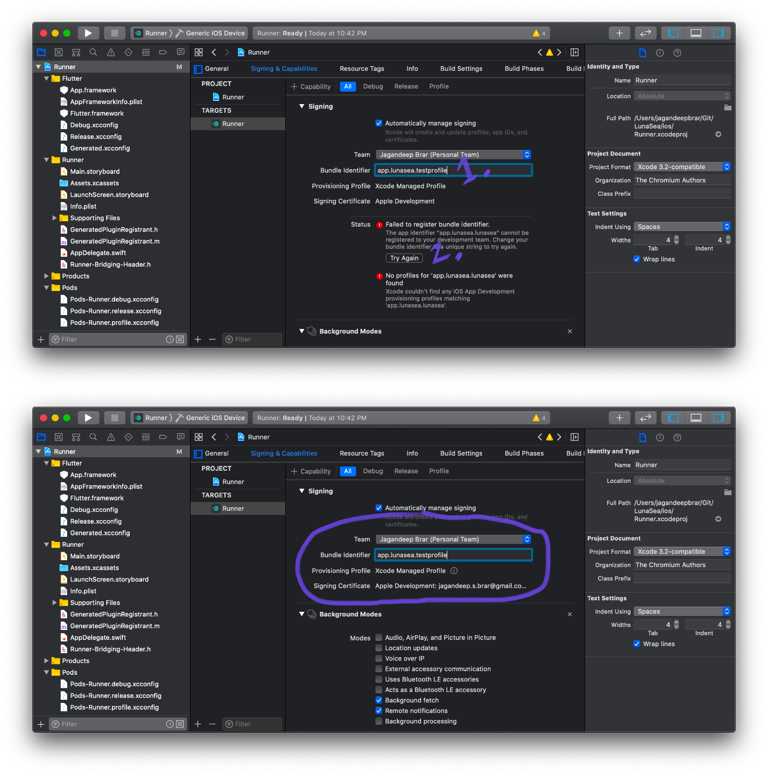 Runner 〉 Generic iOS Device
Runner: Ready | Today at 10:42 PM
4
Runner
Runner M
Flutter
App.framework
AppFrameworkInfo.plist
Flutter.framework
Debug.xcconfig
Release.xcconfig
Generated.xcconfig
Runner
Main.storyboard
Assets.xcassets
LaunchScreen.storyboard
Info.plist
Supporting Files
GeneratedPluginRegistrant.h
GeneratedPluginRegistrant.m
AppDelegate.swift
Runner-Bridging-Header.h
Products
Pods
Pods-Runner.debug.xcconfig
Pods-Runner.release.xcconfig
Pods-Runner.profile.xcconfig
Filter
General Signing & Capabilities Resource Tags Info Build Settings Build Phases Build
PROJECT
Runner
TARGETS
Runner
Filter
+ Capability All Debug Release Profile
Signing
Automatically manage signing
Xcode will create and update profiles, app IDs, and
certificates.
Team Jagandeep Brar (Personal Team)
Bundle Identifier app.lunasea.testprofile
1.
Provisioning Profile Xcode Managed Profile
Signing Certificate Apple Development
Status Failed to register bundle identifier.
The app identifier "app.lunasea.lunasea" cannot be
registered to your development team. Change your
bundle identifier to a unique string to try again.
Try Again
2.
No profiles for 'app.lunasea.lunasea' were
found
Xcode couldn't find any iOS App Development
provisioning profiles matching
'app.lunasea.lunasea'.
Background Modes
Identity and Type
Name Runner
Location Absolute
Full Path /Users/jagandeepbrar/Git/
LunaSea/ios/
Runner.xcodeproj
Project Document
Project Format Xcode 3.2-compatible
Organization The Chromium Authors
Class Prefix
Text Settings
Indent Using Spaces
Widths 4 4
Tab Indent
Wrap lines
Runner 〉 Generic iOS Device
Runner: Ready | Today at 10:42 PM
4
Runner
Runner M
Flutter
App.framework
AppFrameworkInfo.plist
Flutter.framework
Debug.xcconfig
Release.xcconfig
Generated.xcconfig
Runner
Main.storyboard
Assets.xcassets
LaunchScreen.storyboard
Info.plist
Supporting Files
GeneratedPluginRegistrant.h
GeneratedPluginRegistrant.m
AppDelegate.swift
Runner-Bridging-Header.h
Products
Pods
Pods-Runner.debug.xcconfig
Pods-Runner.release.xcconfig
Pods-Runner.profile.xcconfig
Filter
General Signing & Capabilities Resource Tags Info Build Settings Build Phases Build
PROJECT
Runner
TARGETS
Runner
Filter
+ Capability All Debug Release Profile
Signing
Automatically manage signing
Xcode will create and update profiles, app IDs, and
certificates.
Team Jagandeep Brar (Personal Team)
Bundle Identifier app.lunasea.testprofile
Provisioning Profile Xcode Managed Profile
Signing Certificate Apple Development: jagandeep.s.brar@gmail.co...
Background Modes
Modes Audio, AirPlay, and Picture in Picture
Location updates
Voice over IP
External accessory communication
Uses Bluetooth LE accessories
Acts as a Bluetooth LE accessory
Background fetch
Remote notifications
Background processing
Identity and Type
Name Runner
Location Absolute
Full Path /Users/jagandeepbrar/Git/
LunaSea/ios/
Runner.xcodeproj
Project Document
Project Format Xcode 3.2-compatible
Organization The Chromium Authors
Class Prefix
Text Settings
Indent Using Spaces
Widths 4 4
Tab Indent
Wrap lines